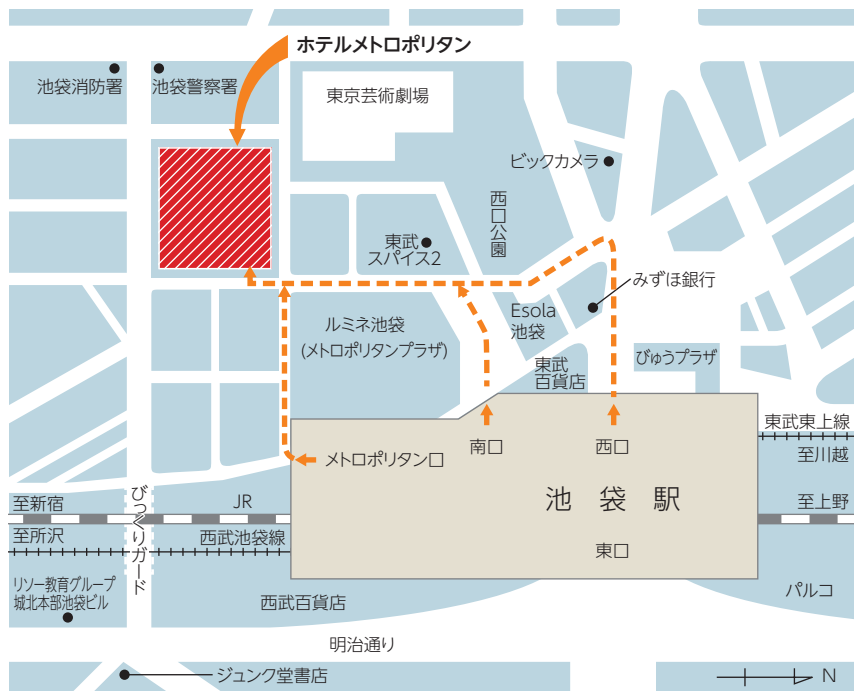 ホテルメトロポリタン
池袋消防署
池袋警察署
東京芸術劇場
ビックカメラ
西口公園
東武
スパイス2
みずほ銀行
Esola
池袋
ルミネ池袋
(メトロポリタンプラザ)
東武
百貨店
びゅうプラザ
東武東上線
南口
西口
メトロポリタン口
至川越
池袋駅
至新宿
JR
至上野
びっくりガード
至所沢
西武池袋線
東口
リソー教育グループ
城北本部池袋ビル
西武百貨店
パルコ
明治通り
ジュンク堂書店
N